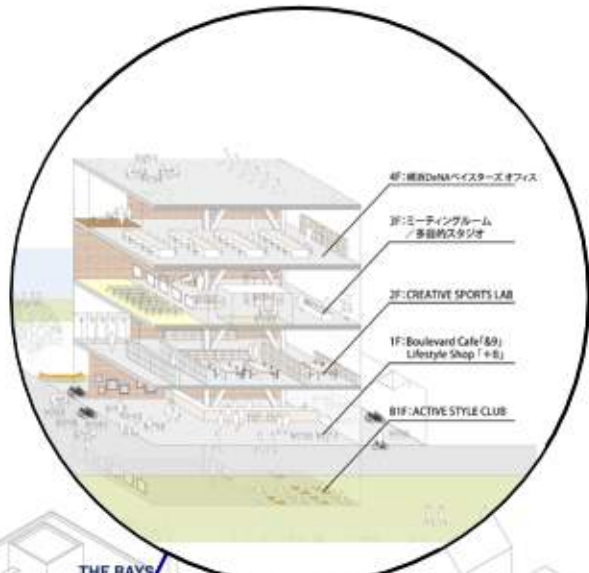 4F:横浜DeNAベイスターズ オフィス
3F:ミーティングルーム
/多目的スタジオ
2F:CREATIVE SPORTS LAB
1F:Boulevard Cafe「&9」
Lifestyle Shop「+B」
B1F:ACTIVE STYLE CLUB
THE BAYS